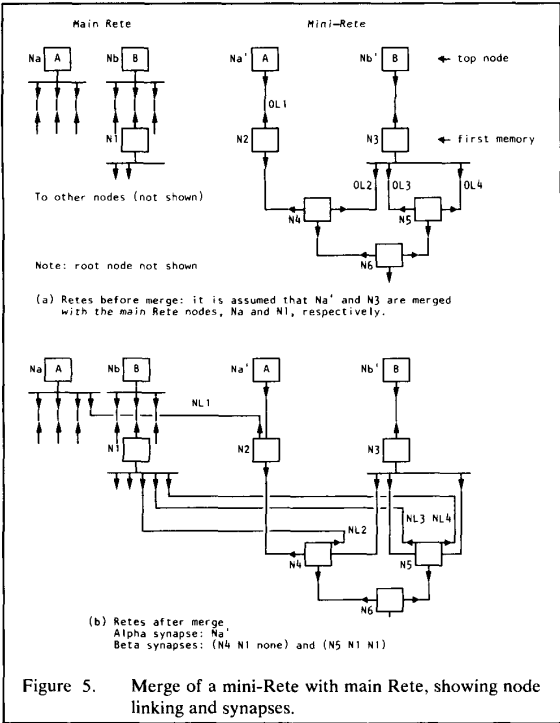 Main Rete
Mini-Rete
Na A
Nb B
Na' A
Nb' B
← top node
OL1
N1
N2
N3
← first memory
To other nodes (not shown)
OL2
OL3
OL4
N4
N5
N6
Note: root node not shown
(a) Retes before merge: it is assumed that Na' and N3 are merged
with the main Rete nodes, Na and N1, respectively.
Na A
Nb B
Na' A
Nb' B
NL1
N1
N2
N3
NL2
NL3 NL4
N4
N5
N6
(b) Retes after merge
Alpha synapse: Na'
Beta synapses: (N4 N1 none) and (N5 N1 N1)
Figure 5. Merge of a mini-Rete with main Rete, showing node
linking and synapses.